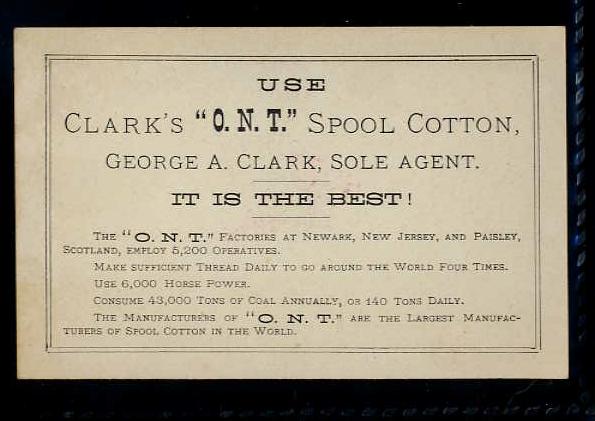 USE
CLARK'S "O. N. T." SPOOL COTTON,
GEORGE A. CLARK, SOLE AGENT.
IT IS THE BEST!
THE "O. N. T." FACTORIES AT NEWARK, NEW JERSEY, AND PAISLEY,
SCOTLAND, EMPLOY 5,200 OPERATIVES.
MAKE SUFFICIENT THREAD DAILY TO GO AROUND THE WORLD FOUR TIMES.
USE 6,000 HORSE POWER.
CONSUME 43,000 TONS OF COAL ANNUALLY, OR 140 TONS DAILY.
THE MANUFACTURERS OF "O. N. T." ARE THE LARGEST MANUFAC-
TURERS OF SPOOL COTTON IN THE WORLD.